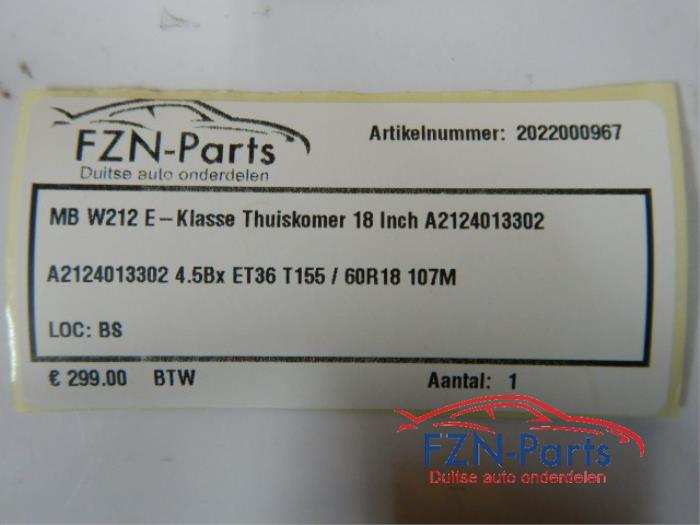 FZN-Parts
Duitse auto onderdelen
Artikelnummer: 2022000967
MB W212 E-Klasse Thuiskomer 18 Inch A2124013302
A2124013302 4.5Bx ET36 T155 / 60R18 107M
LOC: BS
€ 299.00 BTW Aantal: 1
FZN-Parts
Duitse auto onderdelen